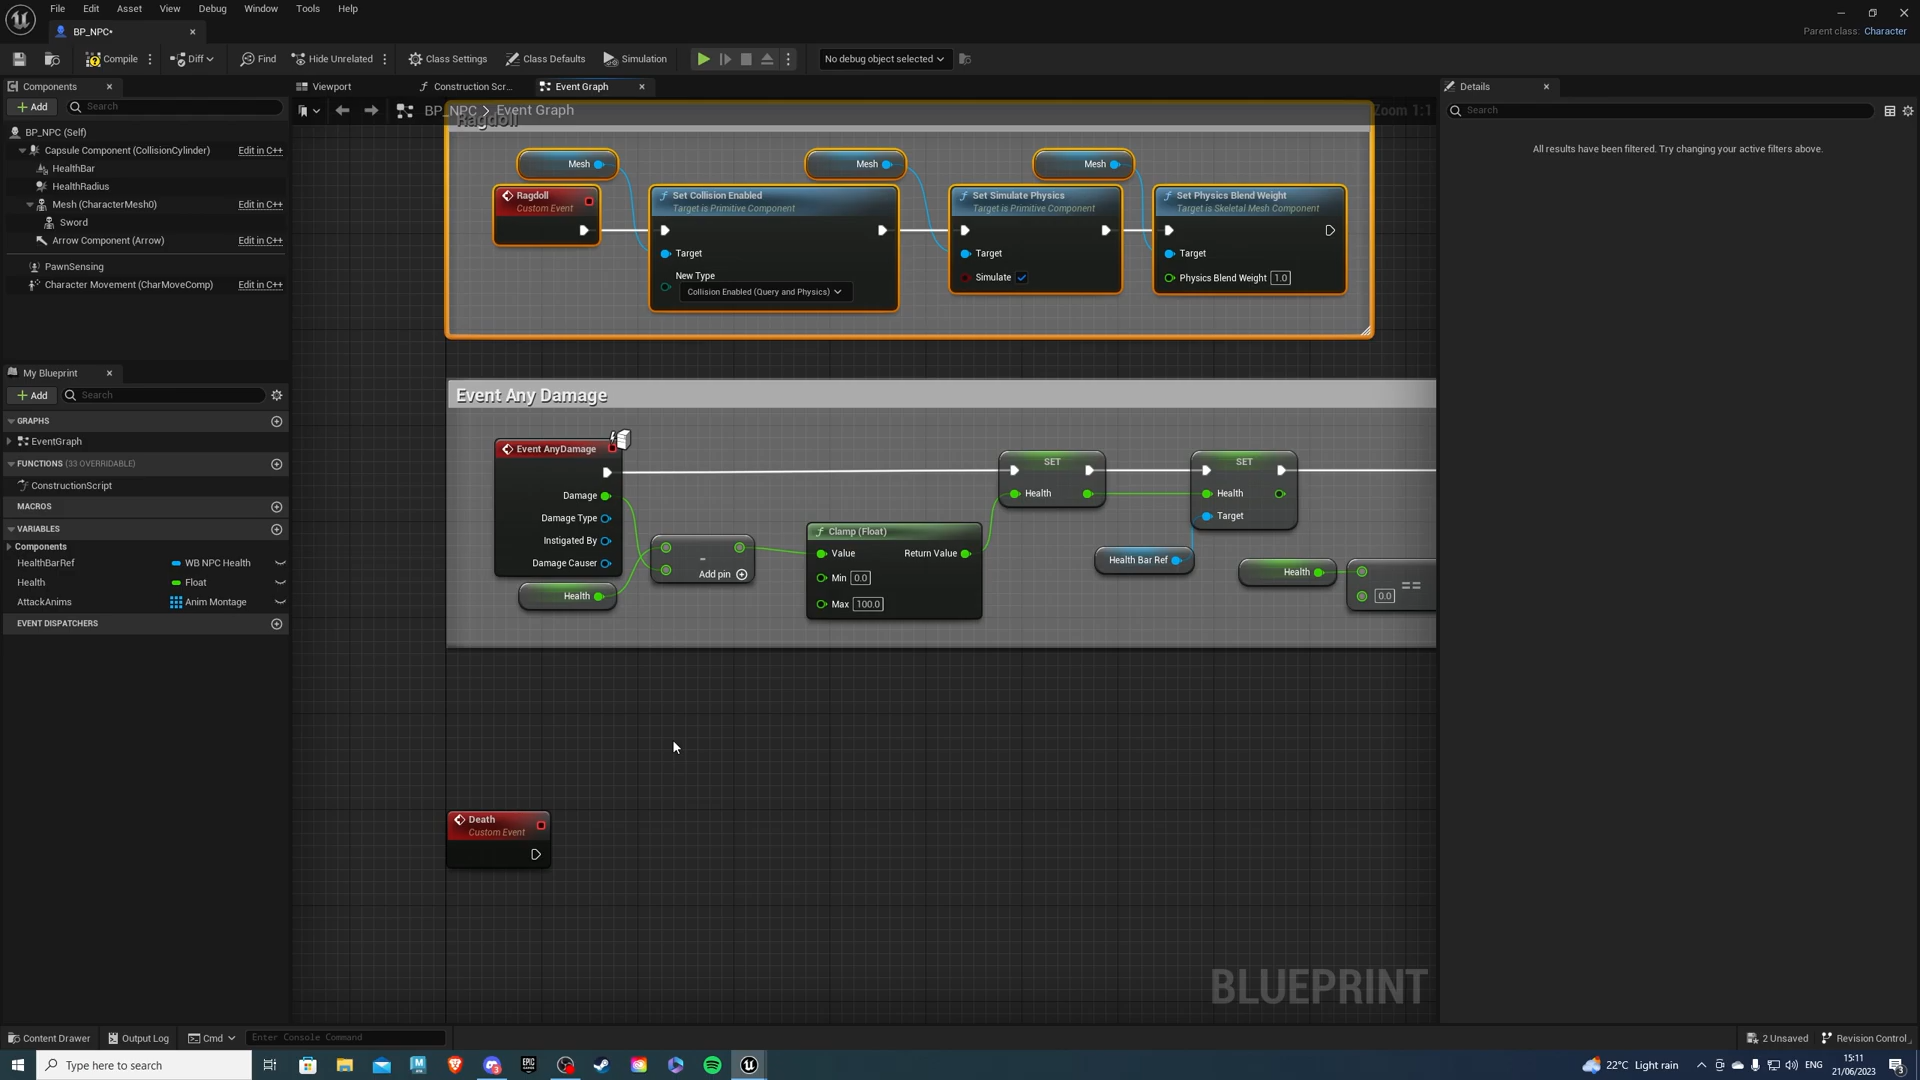 File Edit Asset View Debug Window Tools Help
BP_NPC•
Parent class: Character
Compile Diff Find Hide Unrelated Class Settings Class Defaults Simulation No debug object selected
Components
Add Search
BP_NPC (Self)
Capsule Component (CollisionCylinder) Edit in C++
HealthBar
HealthRadius
Mesh (CharacterMesh0) Edit in C++
Sword
Arrow Component (Arrow) Edit in C++
PawnSensing
Character Movement (CharMoveComp) Edit in C++
My Blueprint
Add Search
GRAPHS
EventGraph
FUNCTIONS (33 OVERRIDABLE)
ConstructionScript
MACROS
VARIABLES
Components
HealthBarRef WB NPC Health
Health Float
AttackAnims Anim Montage
EVENT DISPATCHERS
Viewport Construction Scr... Event Graph
BP_NPC > Event Graph Zoom 1:1
Ragdoll
Mesh Mesh Mesh
Ragdoll
Custom Event
Set Collision Enabled
Target is Primitive Component
Target
New Type
Collision Enabled (Query and Physics)
Set Simulate Physics
Target is Primitive Component
Target
Simulate
Set Physics Blend Weight
Target is Skeletal Mesh Component
Target
Physics Blend Weight 1.0
Event Any Damage
Event AnyDamage
Damage
Damage Type
Instigated By
Damage Causer
Health
-
Add pin
Clamp (Float)
Value Return Value
Min 0.0
Max 100.0
SET
Health
SET
Health
Target
Health Bar Ref
Health
0.0 ==
Death
Custom Event
BLUEPRINT
Details
Search
All results have been filtered. Try changing your active filters above.
Content Drawer Output Log Cmd Enter Console Command 2 Unsaved Revision Control
Type here to search
22°C Light rain ENG
15:11
21/06/2023